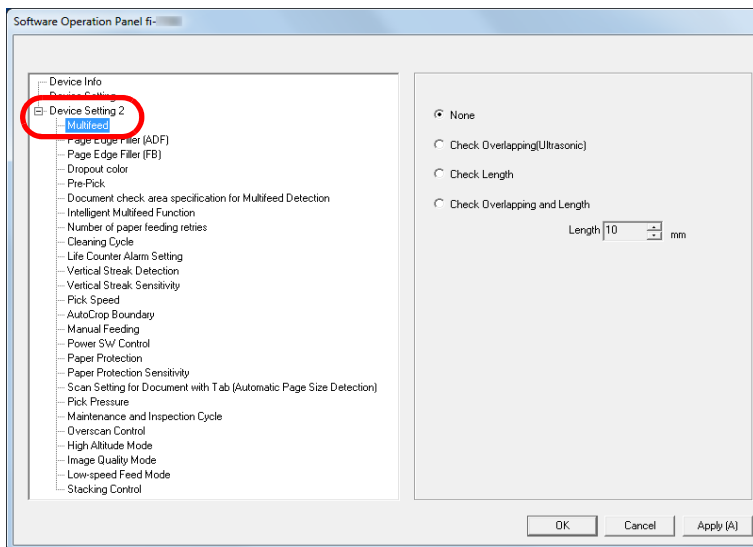 Software Operation Panel fi-
Device Info
Device Setting
Device Setting 2
Multifeed
Page Edge Filler (ADF)
Page Edge Filler (FB)
Dropout color
Pre-Pick
Document check area specification for Multifeed Detection
Intelligent Multifeed Function
Number of paper feeding retries
Cleaning Cycle
Life Counter Alarm Setting
Vertical Streak Detection
Vertical Streak Sensitivity
Pick Speed
AutoCrop Boundary
Manual Feeding
Power SW Control
Paper Protection
Paper Protection Sensitivity
Scan Setting for Document with Tab (Automatic Page Size Detection)
Pick Pressure
Maintenance and Inspection Cycle
Overscan Control
High Altitude Mode
Image Quality Mode
Low-speed Feed Mode
Stacking Control
None
Check Overlapping(Ultrasonic)
Check Length
Check Overlapping and Length
Length 10 mm
OK Cancel Apply (A)